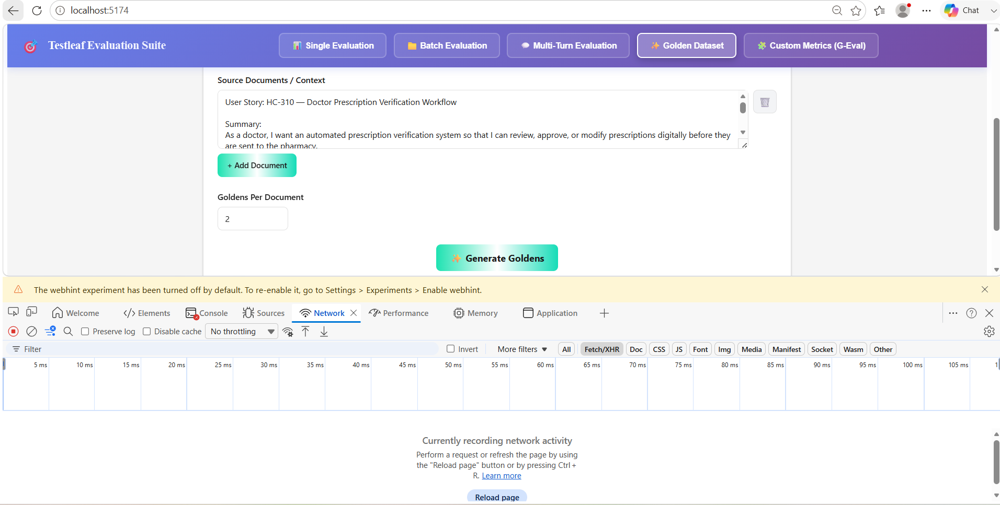 localhost:5174
Chat
Testleaf Evaluation Suite
Single Evaluation
Batch Evaluation
Multi-Turn Evaluation
Golden Dataset
Custom Metrics (G-Eval)
Source Documents / Context
User Story: HC-310 — Doctor Prescription Verification Workflow
Summary:
As a doctor, I want an automated prescription verification system so that I can review, approve, or modify prescriptions digitally before they
are sent to the pharmacy.
+ Add Document
Goldens Per Document
2
Generate Goldens
The webhint experiment has been turned off by default. To re-enable it, go to Settings > Experiments > Enable webhint.
Welcome
Elements
Console
Sources
Network
Performance
Memory
Application
Preserve log
Disable cache
No throttling
Filter
Invert
More filters
All
Fetch/XHR
Doc
CSS
JS
Font
Img
Media
Manifest
Socket
Wasm
Other
5 ms
10 ms
15 ms
20 ms
25 ms
30 ms
35 ms
40 ms
45 ms
50 ms
55 ms
60 ms
65 ms
70 ms
75 ms
80 ms
85 ms
90 ms
95 ms
100 ms
105 ms
Currently recording network activity
Perform a request or refresh the page by using
the "Reload page" button or by pressing Ctrl +
R. Learn more
Reload page